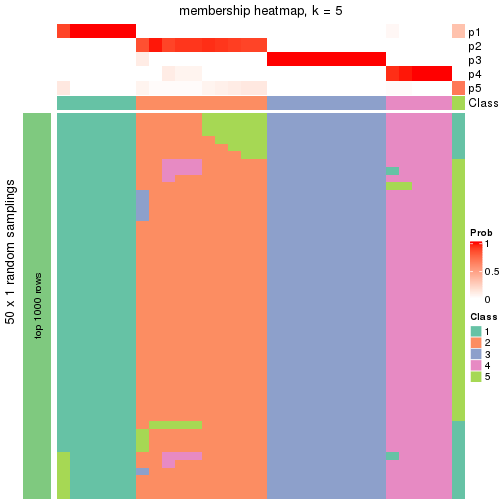 membership heatmap, k = 5
p1
p2
p3
p4
p5
Class
50 x 1 random samplings
top 1000 rows
Prob
1
0.5
0
Class
1
2
3
4
5